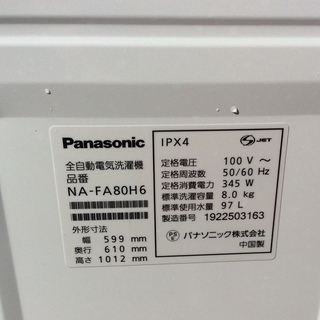 Panasonic
全自動電気洗濯機
品番
NA-FA80H6
外形寸法
幅 599 mm
奥行 610 mm
高さ 1012 mm
IPX4
JET
定格電圧 100 V ～
定格周波数 50/60 Hz
定格消費電力 345 W
標準洗濯容量 8.0 kg
標準使用水量 97 L
製造番号 1922503163
PS E パナソニック株式会社
中国製